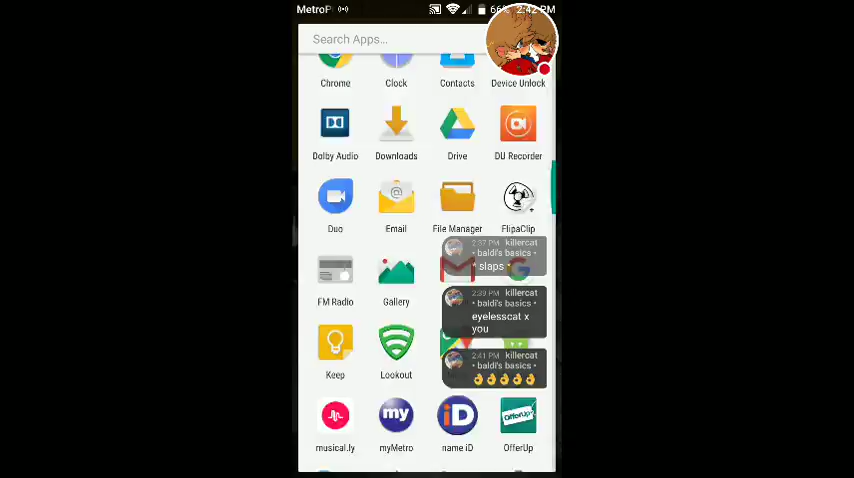 MetroP 66% 2:42 PM
Search Apps...
Chrome Clock Contacts Device Unlock
Dolby Audio Downloads Drive DU Recorder
Duo Email File Manager FlipaClip
2:37 PM killercat
• baldi's basics •
* slaps *
FM Radio Gallery
2:39 PM killercat
• baldi's basics •
eyelesscat x
you
2:41 PM killercat
• baldi's basics •
👌👌👌👌👌
Keep Lookout
my iD OfferUp
musical.ly myMetro name iD OfferUp